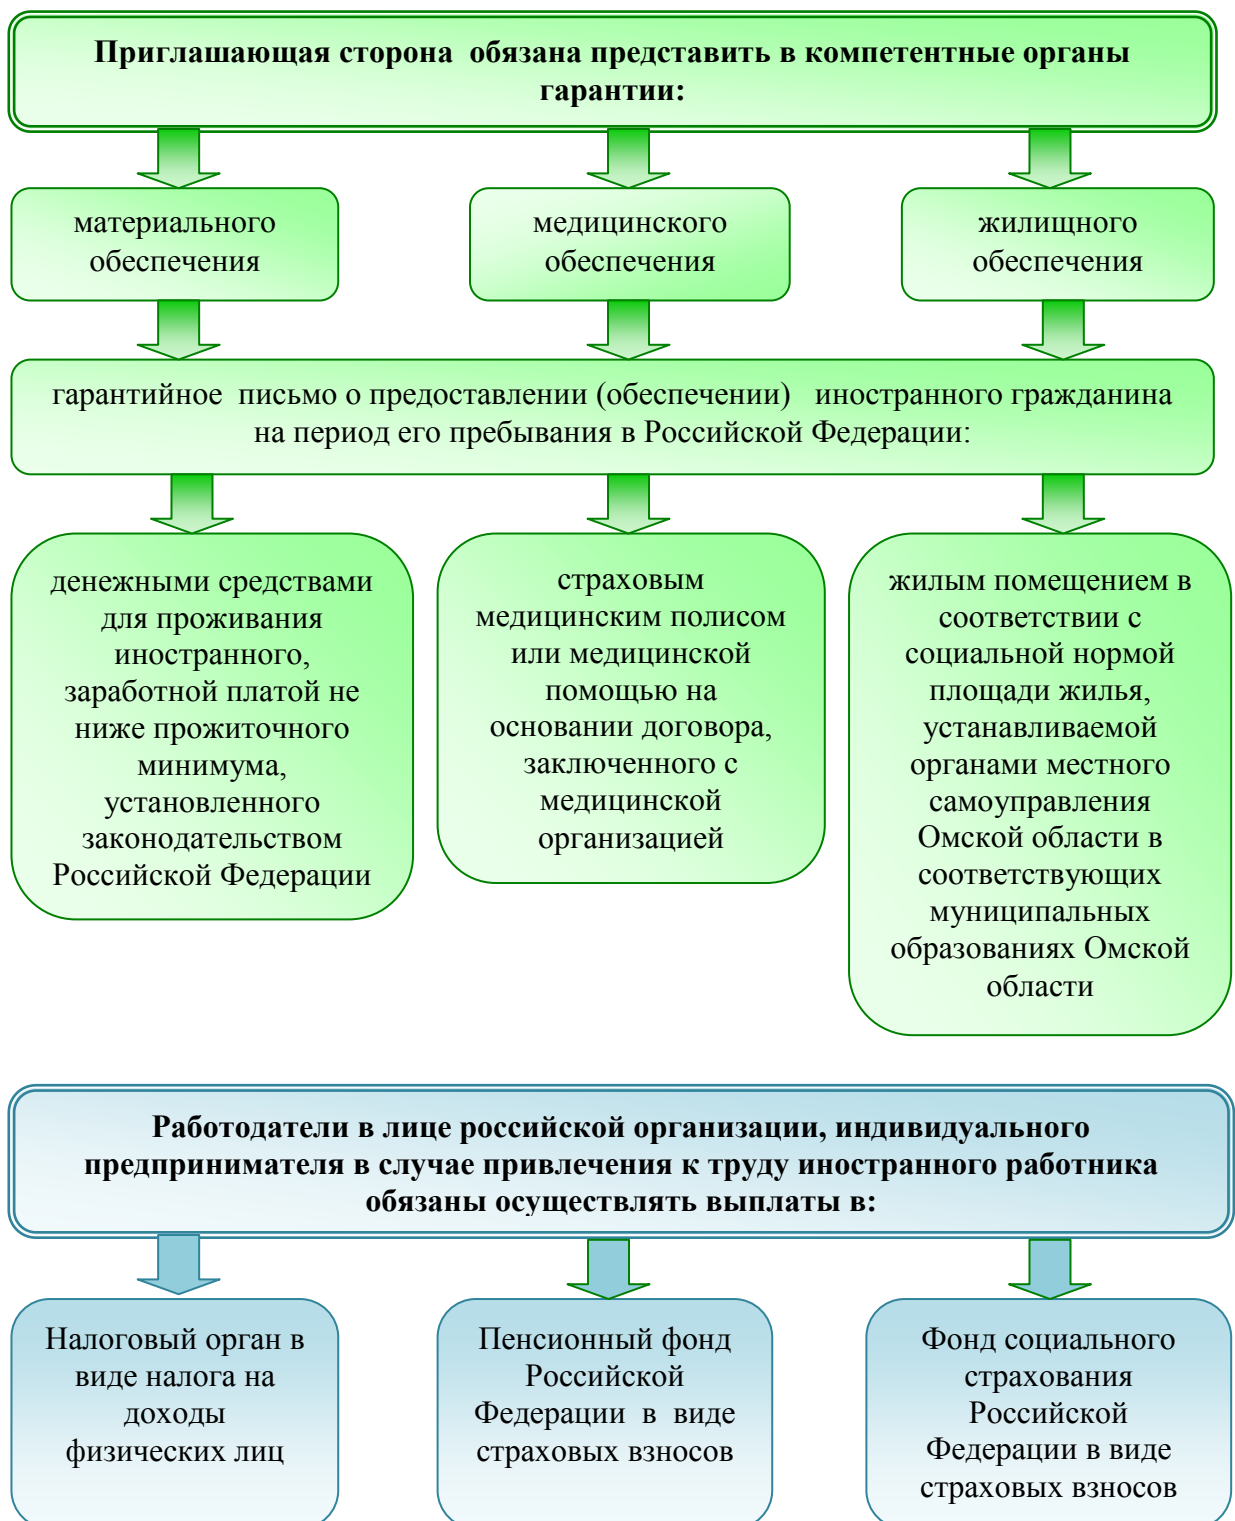 Приглашающая сторона обязана представить в компетентные органы
гарантии:
материального
обеспечения
медицинского
обеспечения
жилищного
обеспечения
гарантийное письмо о предоставлении (обеспечении) иностранного гражданина
на период его пребывания в Российской Федерации:
денежными средствами
для проживания
иностранного,
заработной платой не
ниже прожиточного
минимума,
установленного
законодательством
Российской Федерации
страховым
медицинским полисом
или медицинской
помощью на
основании договора,
заключенного с
медицинской
организацией
жилым помещением в
соответствии с
социальной нормой
площади жилья,
устанавливаемой
органами местного
самоуправления
Омской области в
соответствующих
муниципальных
образованиях Омской
области
Работодатели в лице российской организации, индивидуального
предпринимателя в случае привлечения к труду иностранного работника
обязаны осуществлять выплаты в:
Налоговый орган в
виде налога на
доходы
физических лиц
Пенсионный фонд
Российской
Федерации в виде
страховых взносов
Фонд социального
страхования
Российской
Федерации в виде
страховых взносов